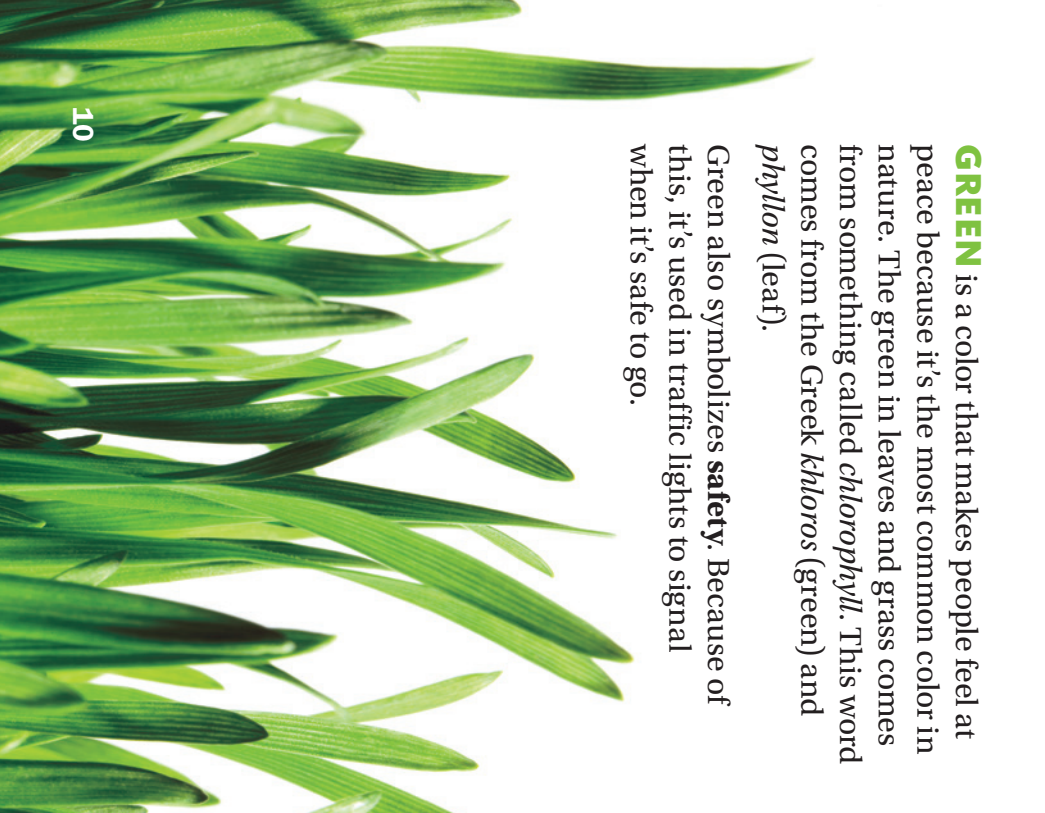 GREEN is a color that makes people feel at
peace because it’s the most common color in
nature. The green in leaves and grass comes
from something called chlorophyll. This word
comes from the Greek khloros (green) and
phyllon (leaf).
Green also symbolizes safety. Because of
this, it’s used in traffic lights to signal
when it’s safe to go.
10